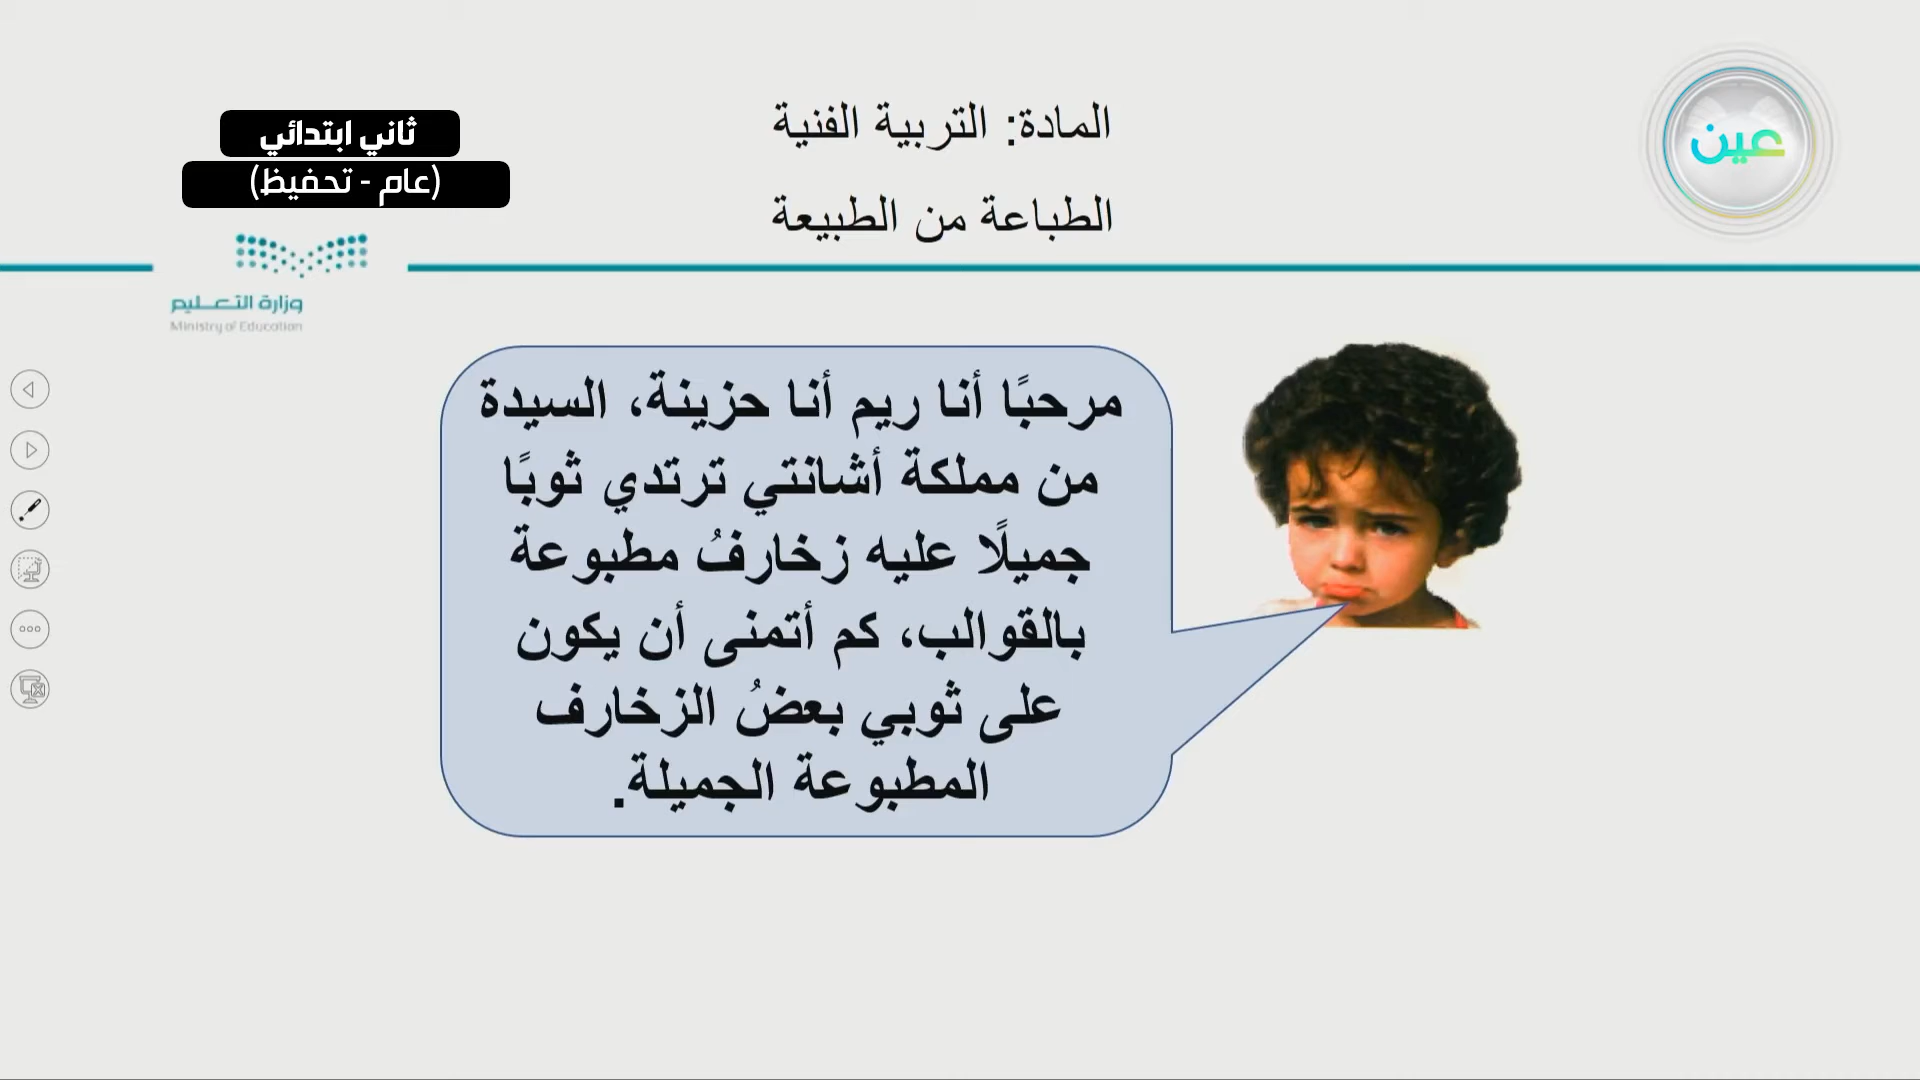 المادة: التربية الفنية
الطباعة من الطبيعة
عين
ثاني ابتدائي
(عام - تحفيظ)
وزارة التعليم
Ministry of Education
مرحبًا أنا ريم أنا حزينة، السيدة
من مملكة أشانتي ترتدي ثوبًا
جميلًا عليه زخارفُ مطبوعة
بالقوالب، كم أتمنى أن يكون
على ثوبي بعضُ الزخارف
المطبوعة الجميلة.